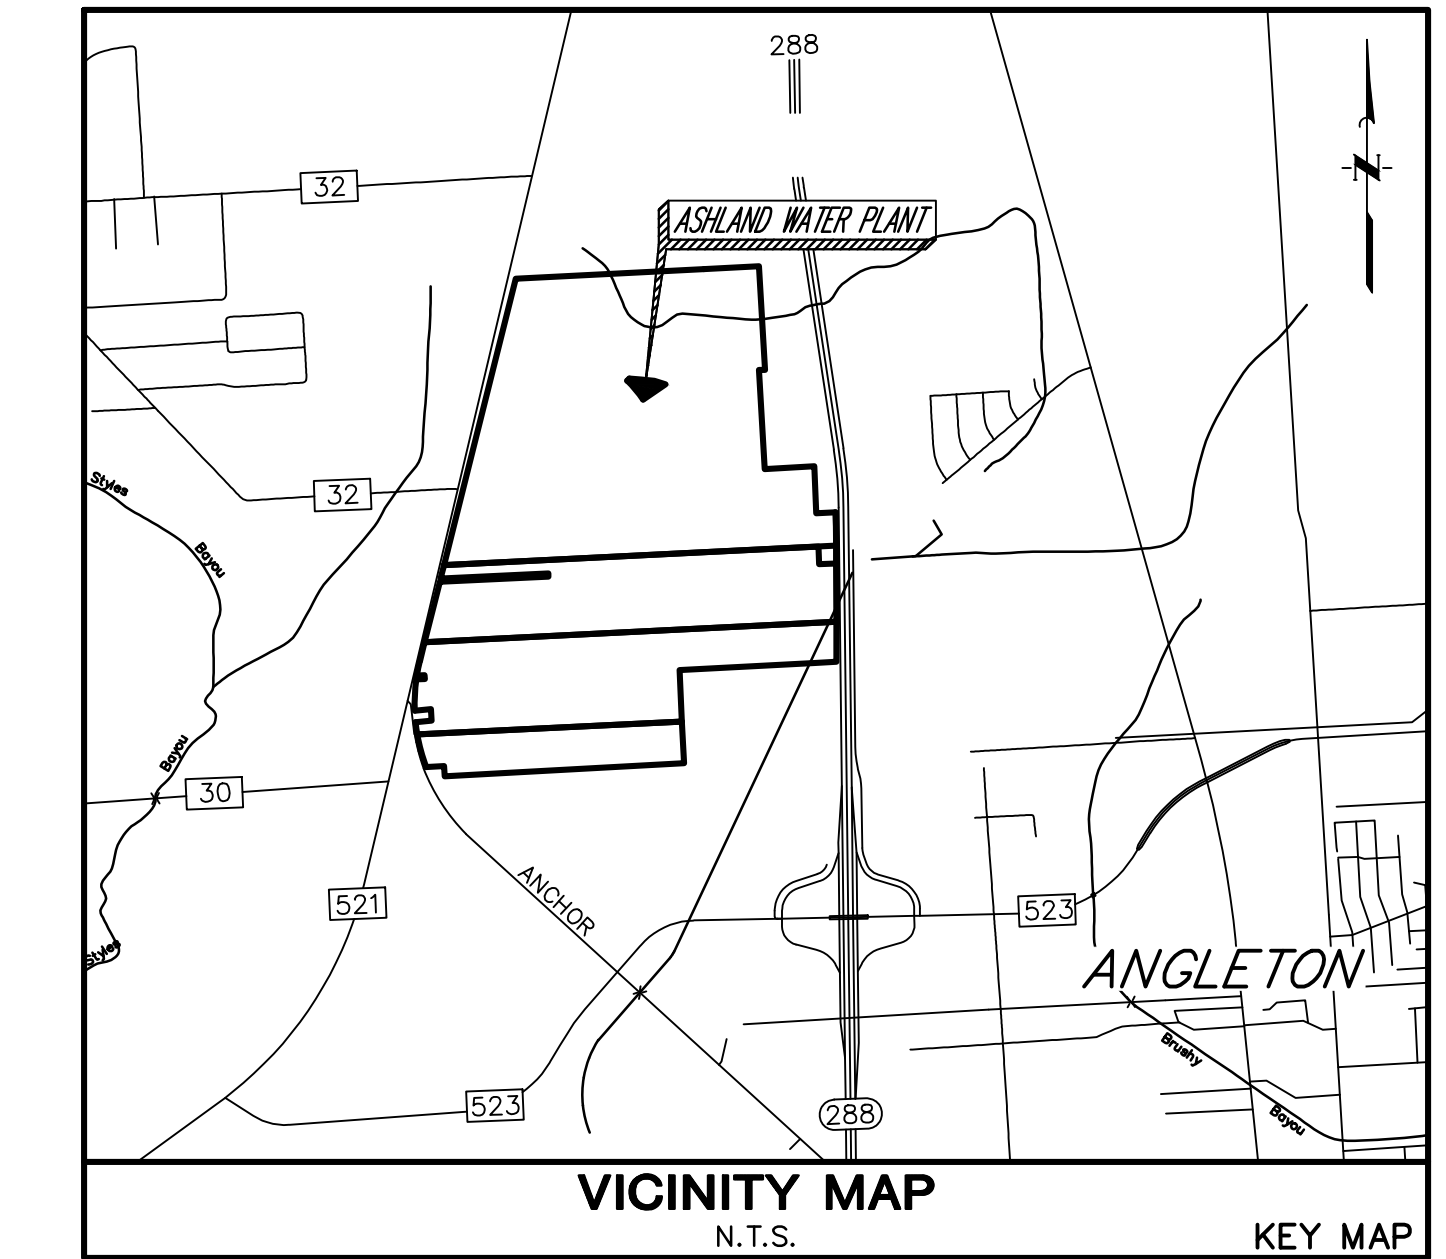 288
N
32
ASHLAND WATER PLANT
32
Styles
Bayou
Bayou
30
521
ANCHOR
523
Styles
ANGLETON
Brushy
523
288
Bayou
VICINITY MAP
N.T.S.
KEY MAP